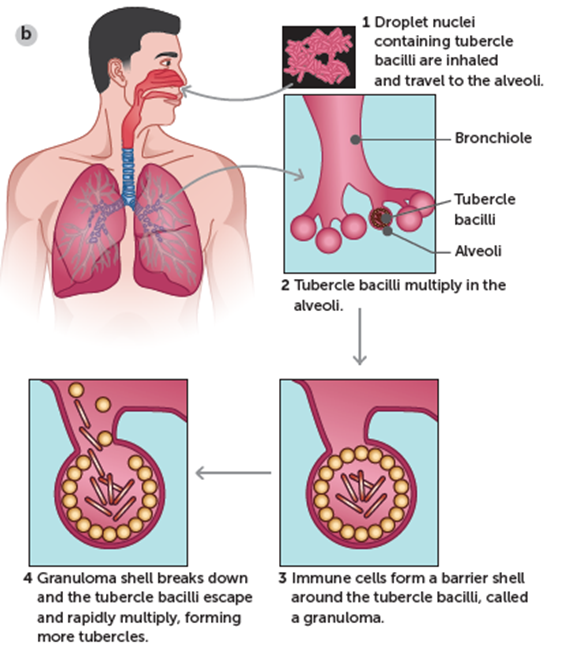 b
1 Droplet nuclei
containing tubercle
bacilli are inhaled
and travel to the alveoli.
Bronchiole
Tubercle
bacilli
Alveoli
2 Tubercle bacilli multiply in the
alveoli.
4 Granuloma shell breaks down
and the tubercle bacilli escape
and rapidly multiply, forming
more tubercles.
3 Immune cells form a barrier shell
around the tubercle bacilli, called
a granuloma.